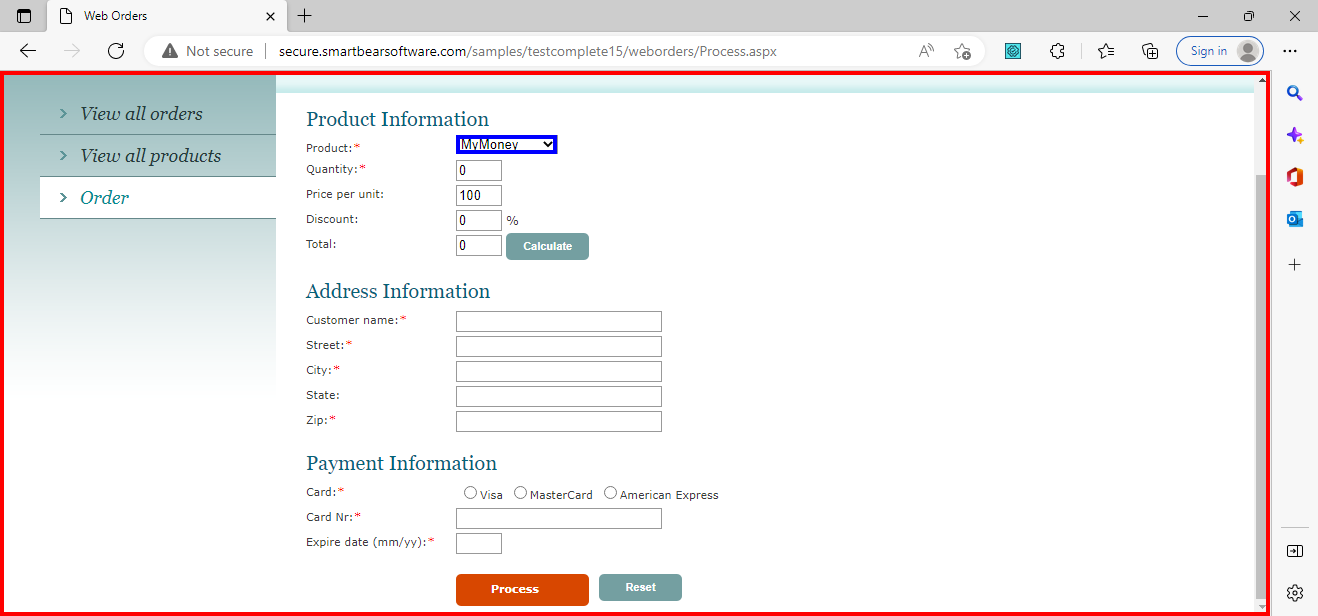 Web Orders
Not secure
secure.smartbearsoftware.com/samples/testcomplete15/weborders/Process.aspx
Sign in
View all orders
View all products
Order
Product Information
Product:* MyMoney
Quantity:* 0
Price per unit: 100
Discount: 0 %
Total: 0 Calculate
Address Information
Customer name:*
Street:*
City:*
State:
Zip:*
Payment Information
Card:* Visa MasterCard American Express
Card Nr:*
Expire date (mm/yy):*
Process Reset